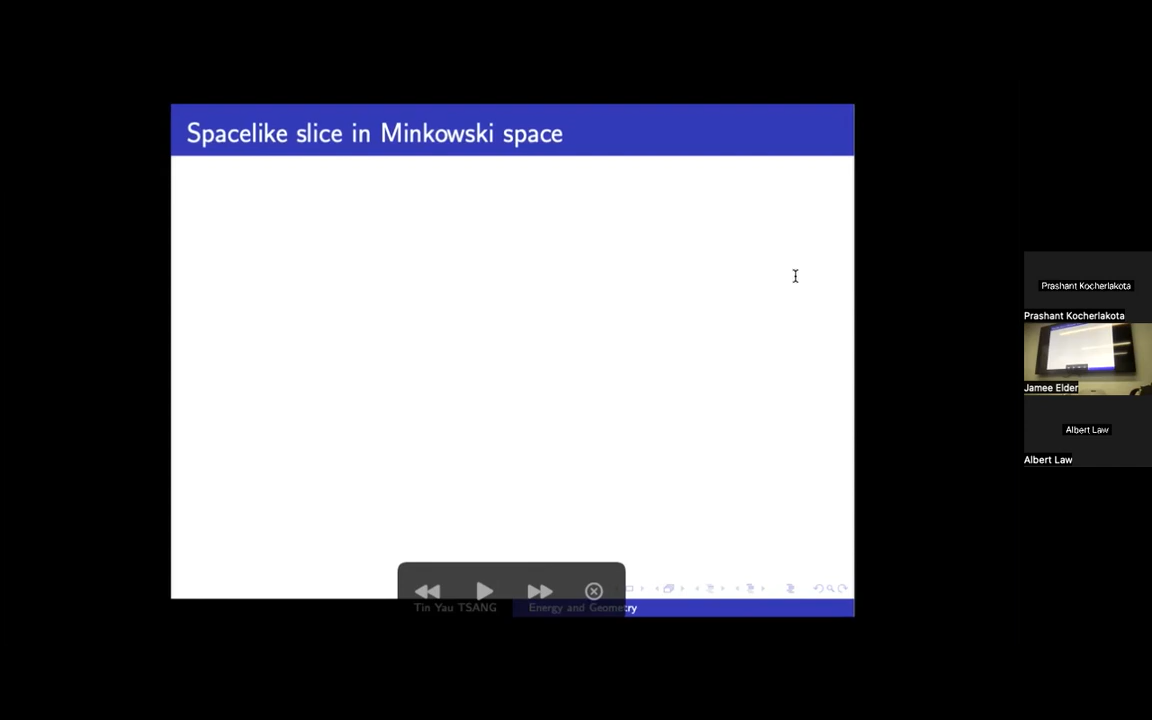 Spacelike slice in Minkowski space
Prashant Kocherlakota
Prashant Kocherlakota
Jamee Elder
Albert Law
Albert Law
Tin Yau TSANG
Energy and Geometry